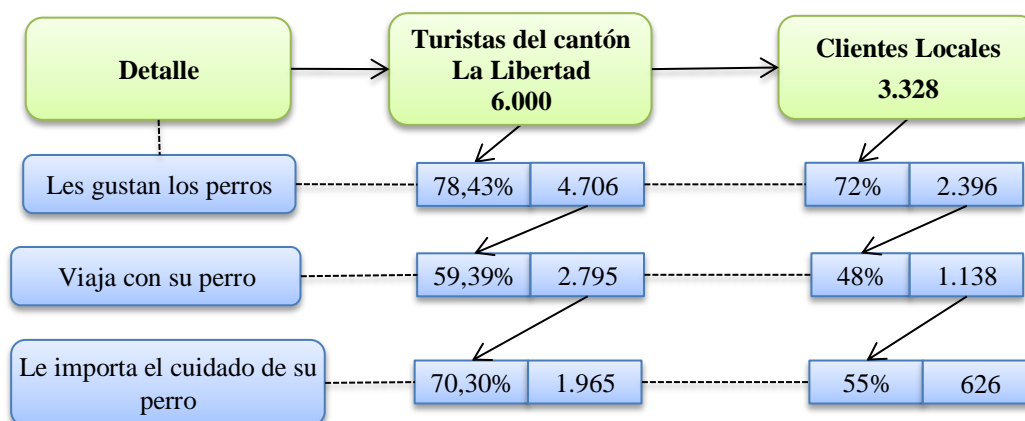 Detalle
Turistas del cantón
La Libertad
6.000
Clientes Locales
3.328
Les gustan los perros
78,43%
4.706
72%
2.396
Viaja con su perro
59,39%
2.795
48%
1.138
Le importa el cuidado de su
perro
70,30%
1.965
55%
626